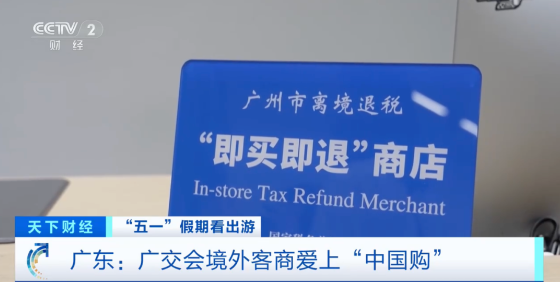 CCTV 2
财经
广州市离境退税
“即买即退”商店
In-store Tax Refund Merchant
天下财经
“五一”假期看出游
广东：广交会境外客商爱上“中国购”